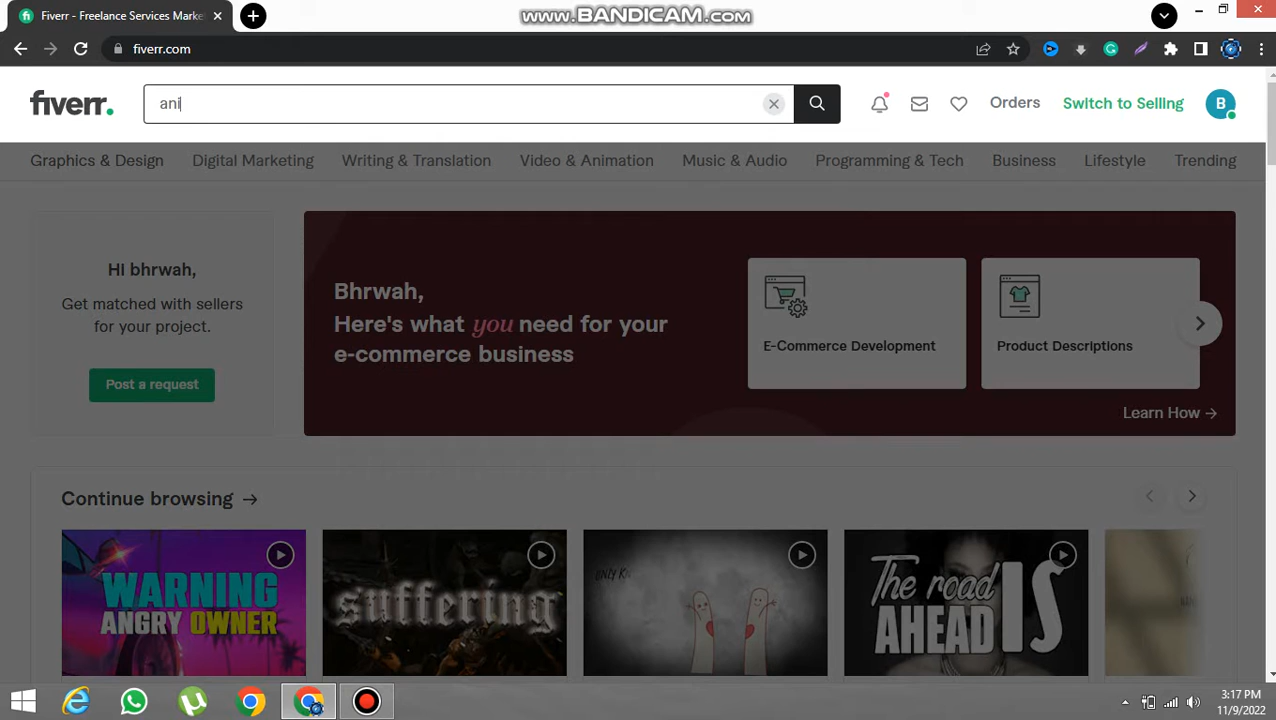 Fiverr - Freelance Services Marke
www.BANDICAM.com
fiverr.com
fiverr.
ani
Orders
Switch to Selling
B
Graphics & Design
Digital Marketing
Writing & Translation
Video & Animation
Music & Audio
Programming & Tech
Business
Lifestyle
Trending
HI bhrwah,
Get matched with sellers
for your project.
Post a request
Bhrwah,
Here's what you need for your
e-commerce business
E-Commerce Development
Product Descriptions
Learn How →
Continue browsing →
WARNING
ANGRY OWNER
suffering
The road
AHEAD IS
3:17 PM
11/9/2022